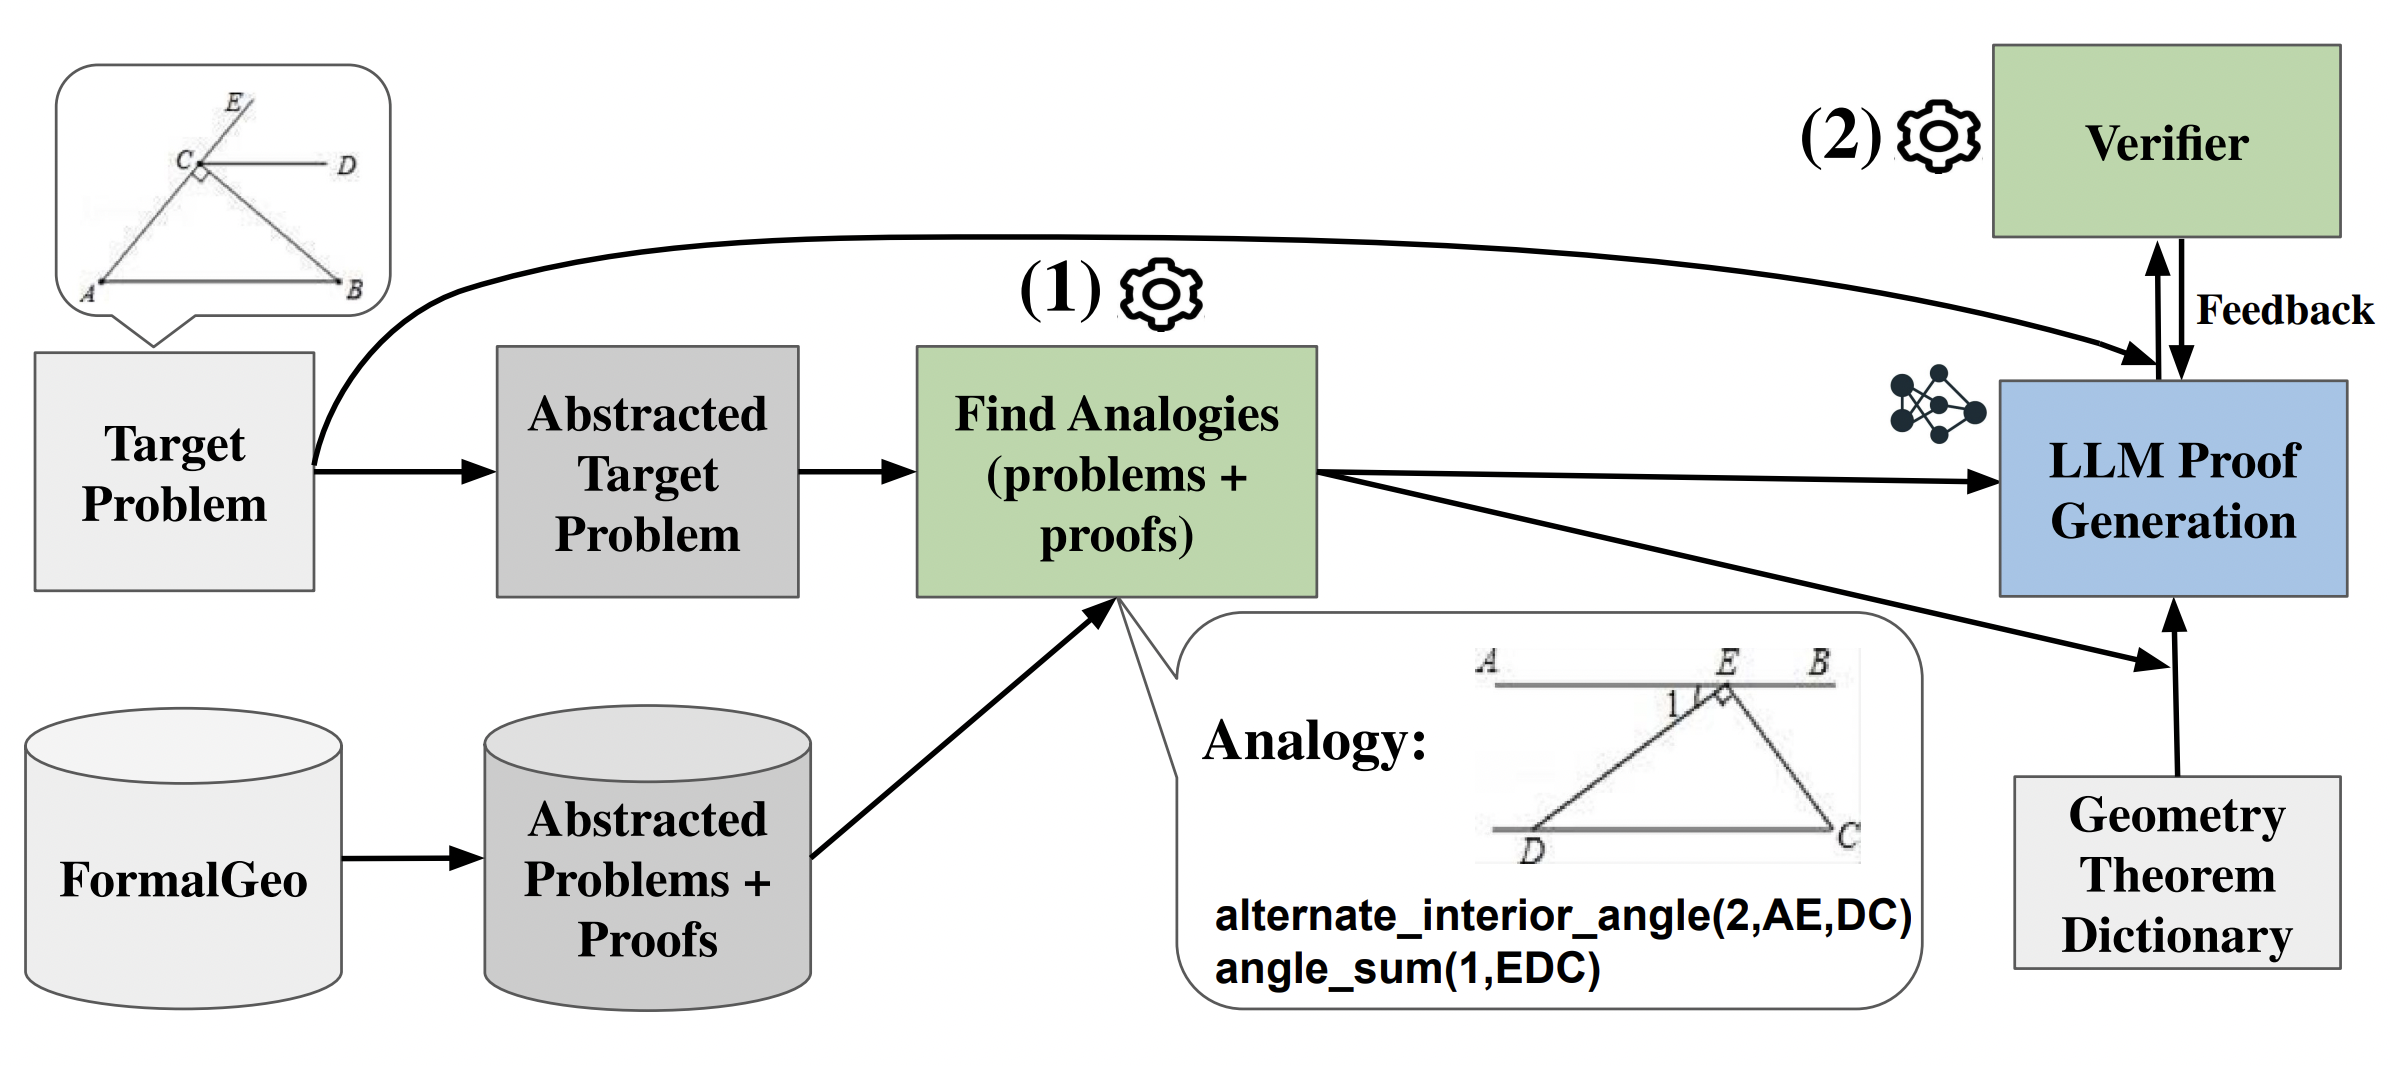 E
C
D
A
B
Target
Problem
Abstracted
Target
Problem
(1)
Find Analogies
(problems +
proofs)
(2)
Verifier
Feedback
LLM Proof
Generation
FormalGeo
Abstracted
Problems +
Proofs
Analogy:
A
E
B
1
D
C
alternate_interior_angle(2,AE,DC)
angle_sum(1,EDC)
Geometry
Theorem
Dictionary